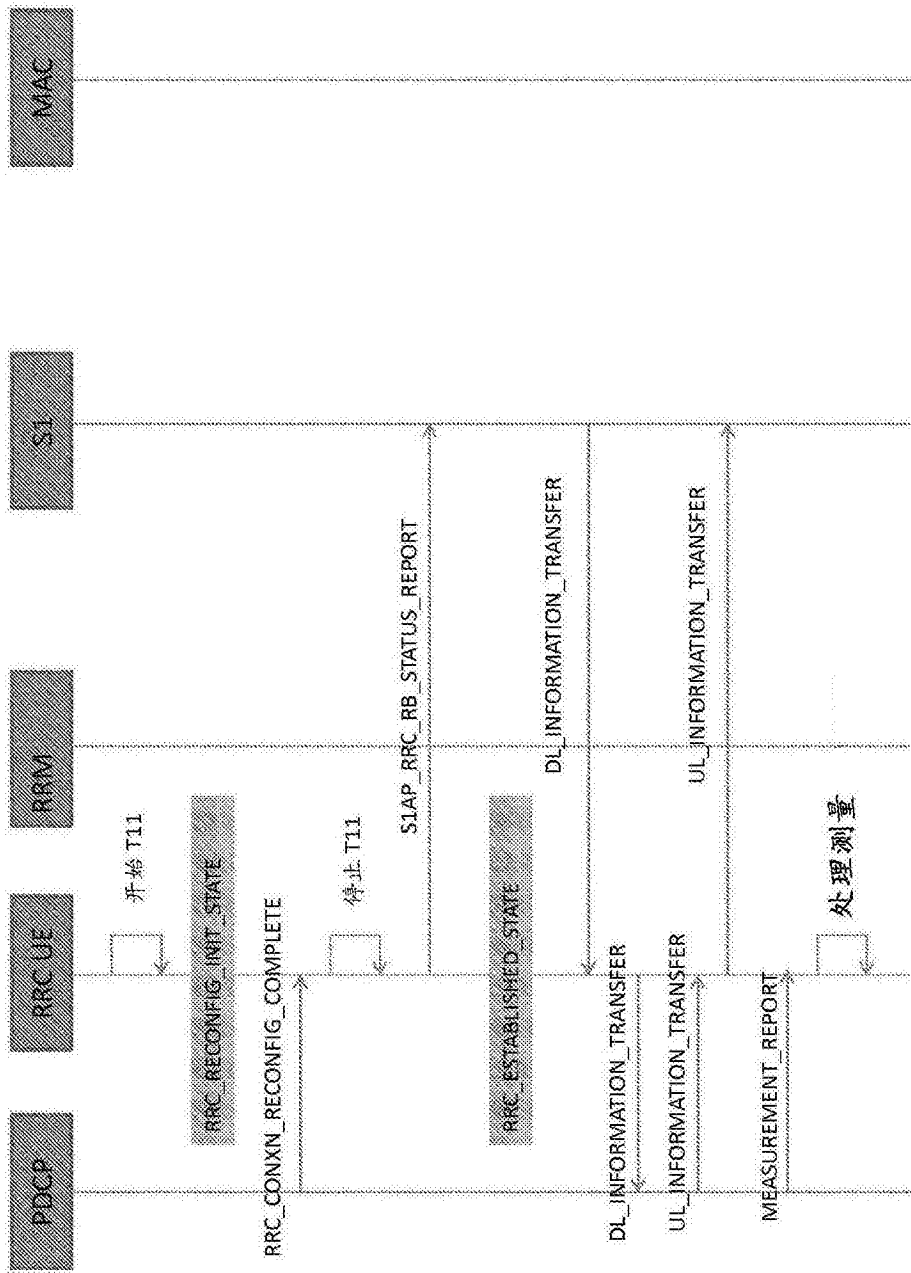 PDCP
RRC UE
RRM
S1
MAC
开始 T11
RRC_RECONFIG_INIT_STATE
RRC_CONXN_RECONFIG_COMPLETE
停止 T11
S1AP_RRC_RB_STATUS_REPORT
RRC_ESTABLISHED_STATE
DL_INFORMATION_TRANSFER
DL_INFORMATION_TRANSFER
UL_INFORMATION_TRANSFER
UL_INFORMATION_TRANSFER
MEASUREMENT_REPORT
处理测量